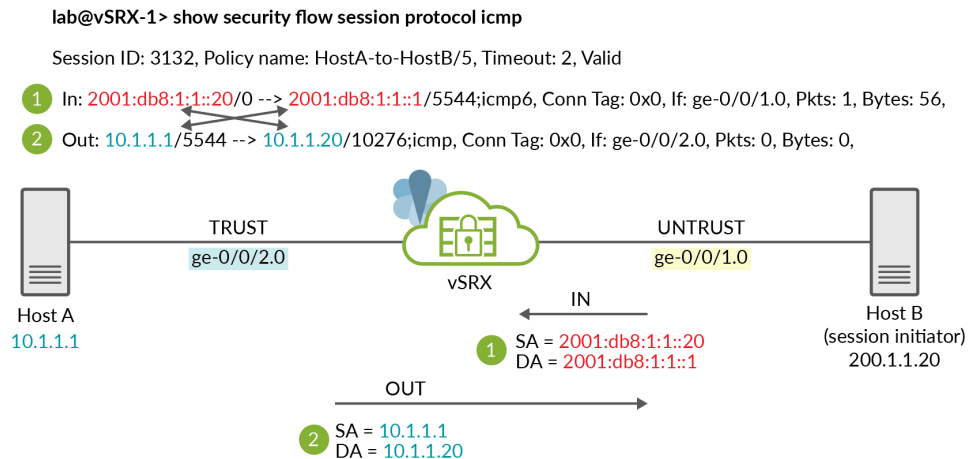 lab@vSRX-1> show security flow session protocol icmp
Session ID: 3132, Policy name: HostA-to-HostB/5, Timeout: 2, Valid
1 In: 2001:db8:1:1::20/0 --> 2001:db8:1:1::1/5544;icmp6, Conn Tag: 0x0, If: ge-0/0/1.0, Pkts: 1, Bytes: 56,
2 Out: 10.1.1.1/5544 --> 10.1.1.20/10276;icmp, Conn Tag: 0x0, If: ge-0/0/2.0, Pkts: 0, Bytes: 0,
TRUST
ge-0/0/2.0
vSRX
UNTRUST
ge-0/0/1.0
Host A
10.1.1.1
Host B
(session initiator)
200.1.1.20
IN
1 SA = 2001:db8:1:1::20
DA = 2001:db8:1:1::1
OUT
2 SA = 10.1.1.1
DA = 10.1.1.20